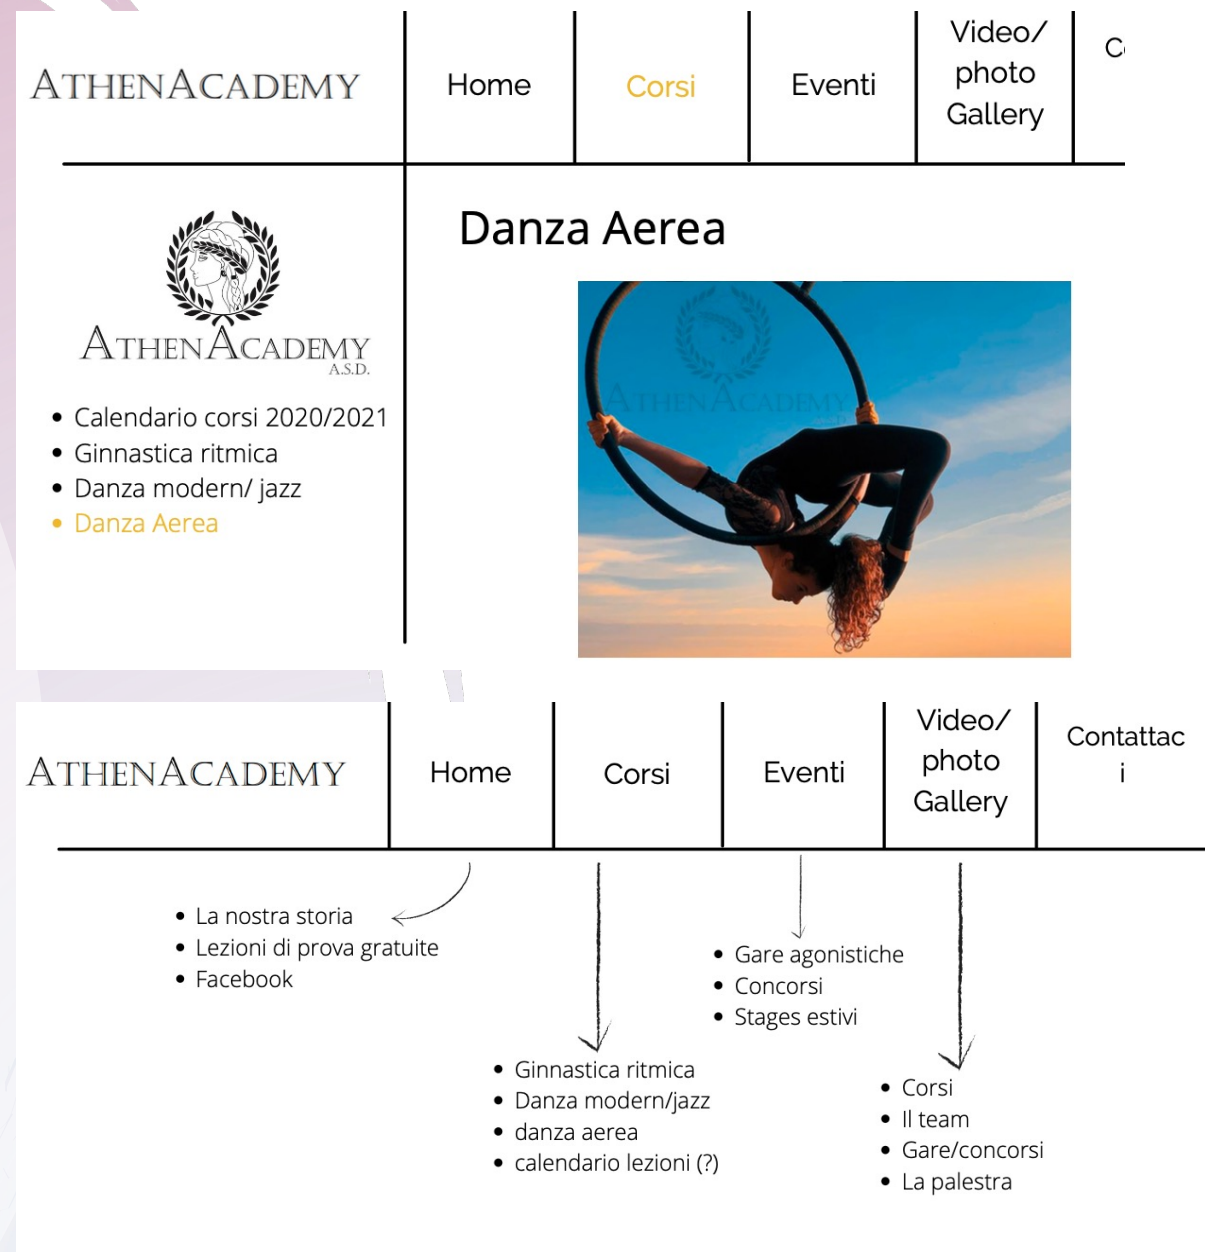 ATHENACADEMY
Home
Corsi
Eventi
Video/
photo
Gallery
ATHENACADEMY
A.S.D.
Calendario corsi 2020/2021
Ginnastica ritmica
Danza modern/ jazz
Danza Aerea
Danza Aerea
ATHENACADEMY
ATHENACADEMY
Home
Corsi
Eventi
Video/
photo
Gallery
Contattac
i
La nostra storia
Lezioni di prova gratuite
Facebook
Ginnastica ritmica
Danza modern/jazz
danza aerea
calendario lezioni (?)
Gare agonistiche
Concorsi
Stages estivi
Corsi
Il team
Gare/concorsi
La palestra